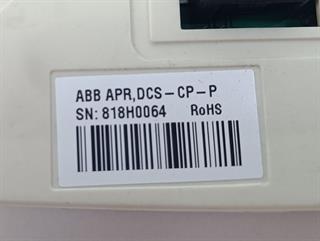 ABB APR,DCS-CP-P
SN: 818H0064 RoHS